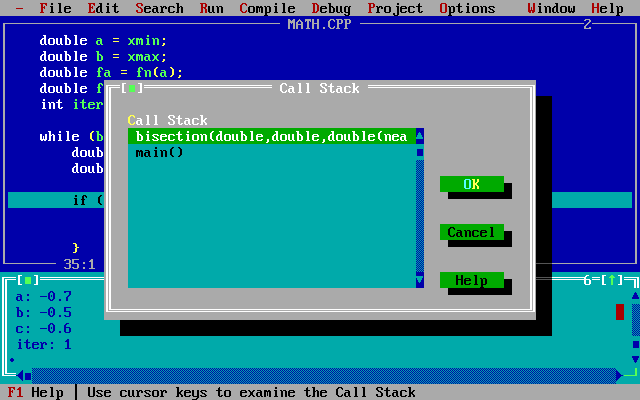 - File Edit Search Run Compile Debug Project Options Window Help
MATH.CPP 2
double a = xmin;
double b = xmax;
double fa = fn(a);
double f
int iter
while (b
doub
doub
if (
}
35:1
Call Stack
Call Stack
bisection(double,double,double(nea
main()
OK
Cancel
Help
6
a: -0.7
b: -0.5
c: -0.6
iter: 1
F1 Help | Use cursor keys to examine the Call Stack